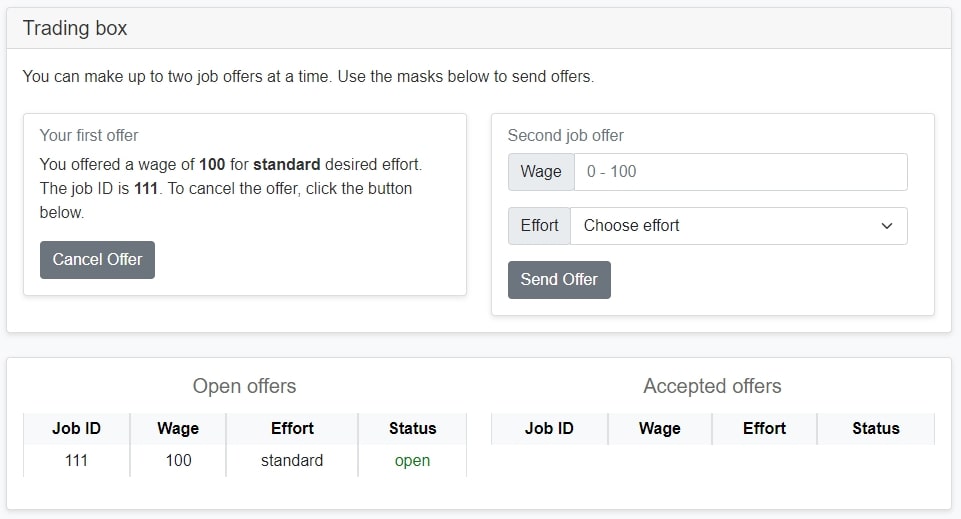 Trading box
You can make up to two job offers at a time. Use the masks below to send offers.
Your first offer
You offered a wage of 100 for standard desired effort.
The job ID is 111. To cancel the offer, click the button
below.
Cancel Offer
Second job offer
Wage 0 - 100
Effort Choose effort
Send Offer
Open offers
Job ID Wage Effort Status
111 100 standard open
Accepted offers
Job ID Wage Effort Status